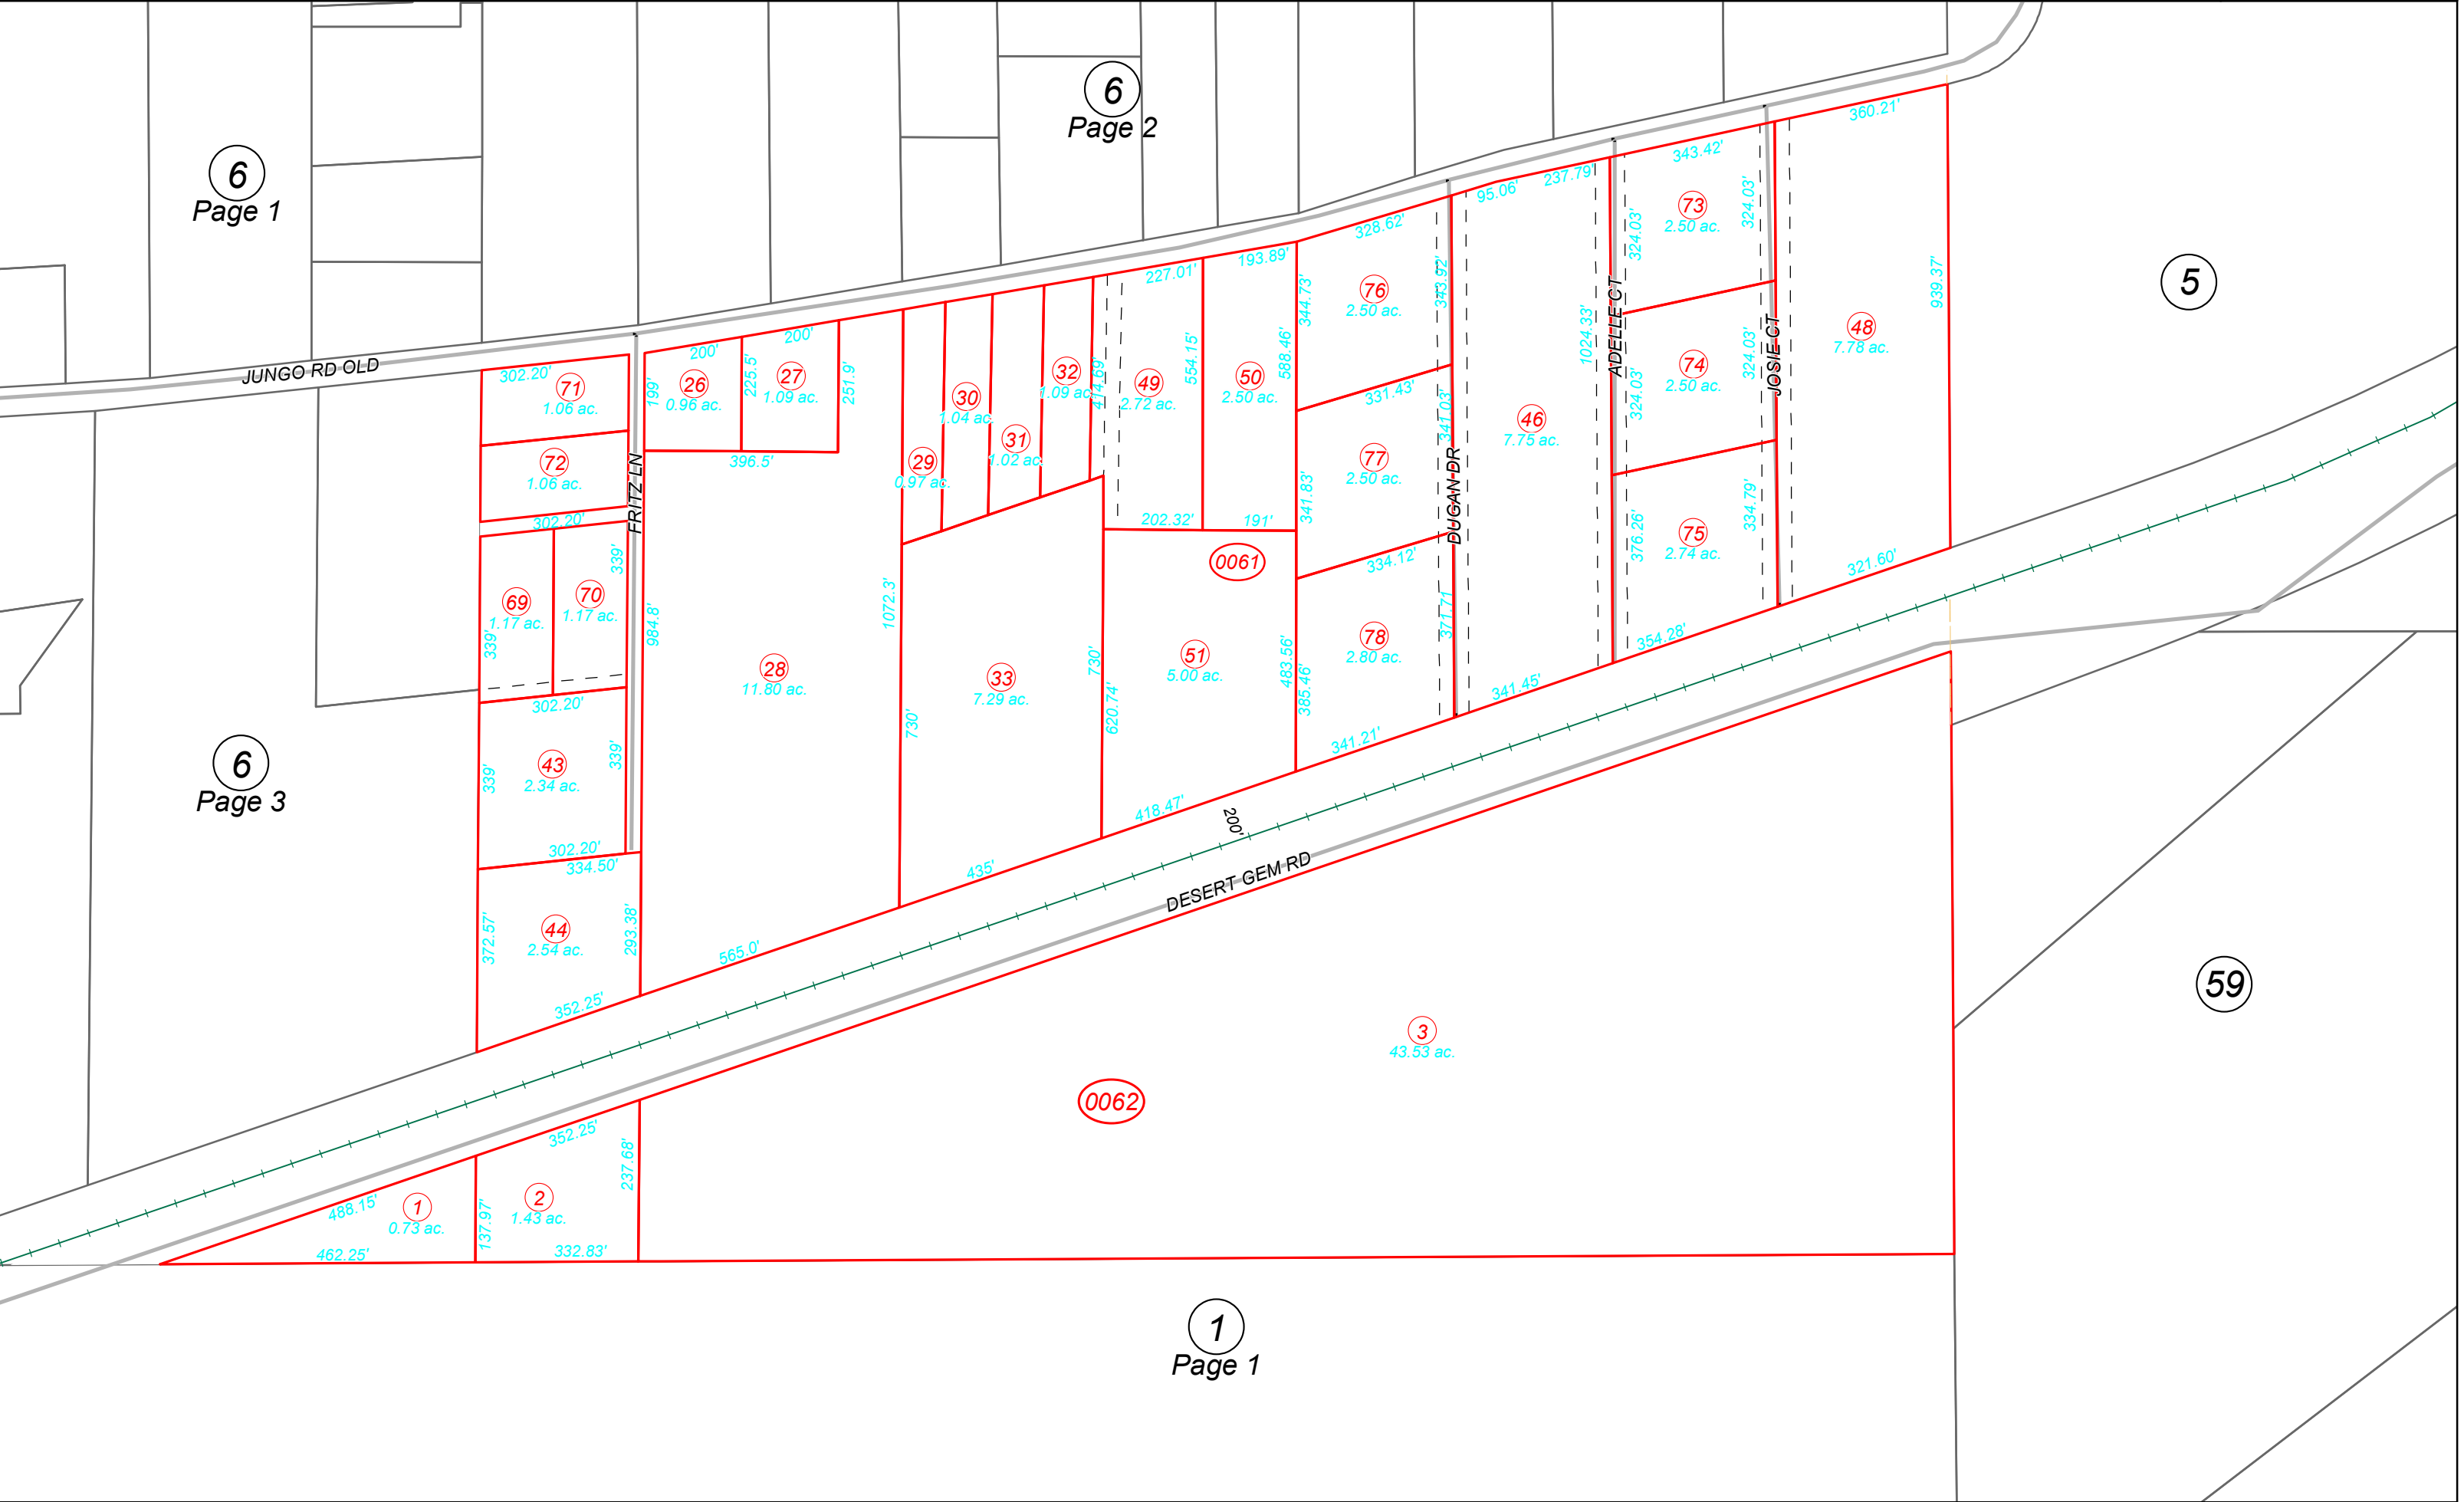 6
Page 2
6
Page 1
5
JUNGO RD OLD
360.21'
343.42'
237.79'
95.06'
328.62'
193.89'
227.01'
73
2.50 ac.
324.03'
324.03'
939.37'
48
7.78 ac.
76
2.50 ac.
344.73'
343.92'
ADELLE CT
JOSIE CT
1024.33'
74
2.50 ac.
324.03'
324.03'
302.20'
71
1.06 ac.
200'
200'
199'
26
0.96 ac.
225.5'
27
1.09 ac.
251.9'
30
1.04 ac.
32
1.09 ac.
414.69'
49
2.72 ac.
554.15'
50
2.50 ac.
588.46'
331.43'
341.03'
46
7.75 ac.
72
1.06 ac.
FRITZ LN
396.5'
29
0.97 ac.
31
1.02 ac.
77
2.50 ac.
341.83'
DUGAN DR
302.20'
202.32'
191'
376.26'
75
2.74 ac.
334.79'
339'
0061
334.12'
321.60'
69
1.17 ac.
70
1.17 ac.
339'
984.8'
1072.3'
371.71
78
2.80 ac.
354.28'
28
11.80 ac.
33
7.29 ac.
730'
51
5.00 ac.
483.56'
385.46'
341.45'
302.20'
730'
620.74'
341.21'
6
Page 3
43
2.34 ac.
339'
339'
418.47'
200'
302.20'
334.50'
435'
DESERT GEM RD
372.57'
44
2.54 ac.
293.38'
565.0'
352.25'
59
3
43.53 ac.
0062
352.25'
237.68'
488.15'
1
0.73 ac.
137.97'
2
1.43 ac.
462.25'
332.83'
1
Page 1